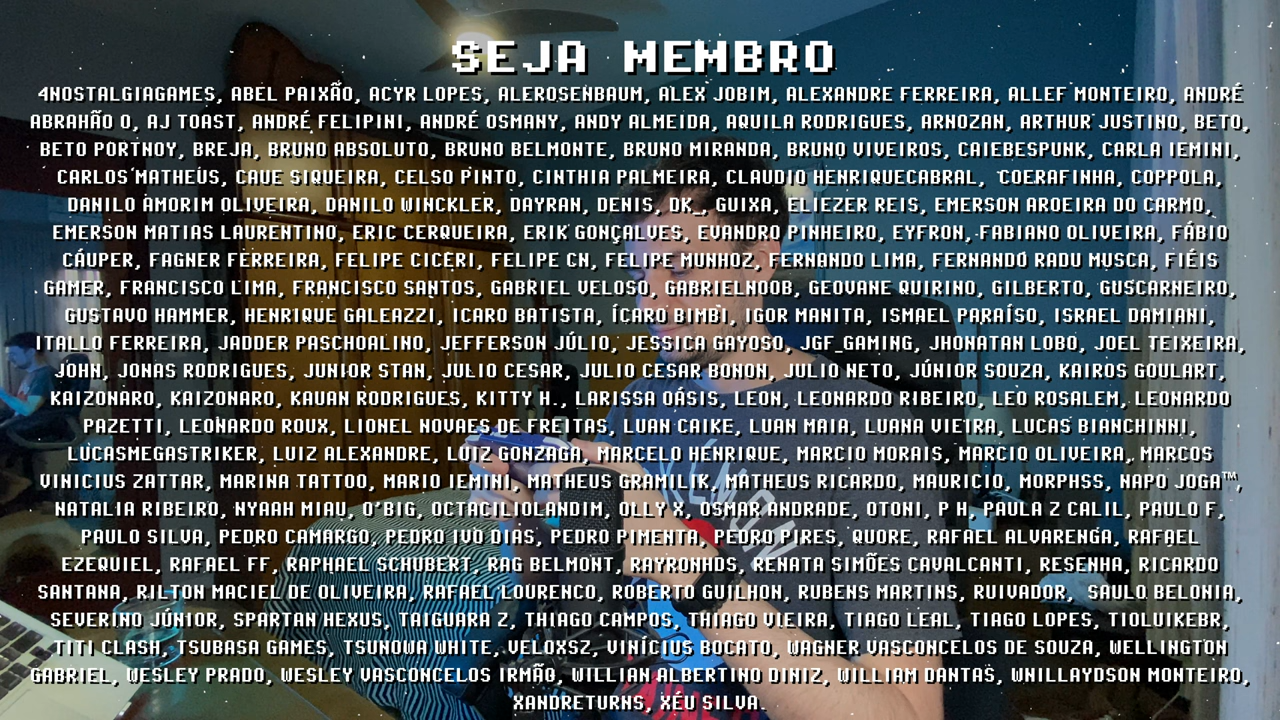 SEJA MEMBRO
4NOSTALGIAGAMES, ABEL PAIXÃO, ACYR LOPES, ALEROSENBAUM, ALEX JOBIM, ALEXANDRE FERREIRA, ALLEF MONTEIRO, ANDRÉ
ABRAHÃO O, AJ TOAST, ANDRÉ FELIPINI, ANDRÉ OSMANY, ANDY ALMEIDA, AQUILA RODRIGUES, ARNOZAN, ARTHUR JUSTINO, BETO,
BETO PORTNOY, BREJA, BRUNO ABSOLUTO, BRUNO BELMONTE, BRUNO MIRANDA, BRUNO VIVEIROS, CAIEBESPUNK, CARLA IEMINI,
CARLOS MATHEUS, CAUE SIQUEIRA, CELSO PINTO, CINTHIA PALMEIRA, CLAUDIO HENRIQUECABRAL, COERAFINHA, COPPOLA,
DANILO AMORIM OLIVEIRA, DANILO WINCKLER, DAYRAN, DENIS, DK_, GUIXA, ELIEZER REIS, EMERSON AROEIRA DO CARMO,
EMERSON MATIAS LAURENTINO, ERIC CERQUEIRA, ERIK GONÇALVES, EVANDRO PINHEIRO, EYFRON, FABIANO OLIVEIRA, FÁBIO
CÁUPER, FAGNER FERREIRA, FELIPE CICERI, FELIPE CN, FELIPE MUNHOZ, FERNANDO LIMA, FERNANDO RADU MUSCA, FIÉIS
GAMER, FRANCISCO LIMA, FRANCISCO SANTOS, GABRIEL VELOSO, GABRIELNOOB, GEOVANE QUIRINO, GILBERTO, GUSCARNEIRO,
GUSTAVO HAMMER, HENRIQUE GALEAZZI, ICARO BATISTA, ÍCARO BIMBI, IGOR MANITA, ISMAEL PARAÍSO, ISRAEL DAMIANI,
ITALLO FERREIRA, JADDER PASCHOALINO, JEFFERSON JÚLIO, JESSICA GAYOSO, JGF_GAMING, JHONATAN LOBO, JOEL TEIXEIRA,
JOHN, JONAS RODRIGUES, JUNIOR STAN, JULIO CESAR, JULIO CESAR BONON, JULIO NETO, JÚNIOR SOUZA, KAIROS GOULART,
KAIZONARO, KAIZONARO, KAUAN RODRIGUES, KITTY H., LARISSA OÁSIS, LEON, LEONARDO RIBEIRO, LEO ROSALEM, LEONARDO
PAZETTI, LEONARDO ROUX, LIONEL NOVAES DE FREITAS, LUAN CAIKE, LUAN MAIA, LUANA VIEIRA, LUCAS BIANCHINNI,
LUCASMEGASTRIKER, LUIZ ALEXANDRE, LUIZ GONZAGA, MARCELO HENRIQUE, MARCIO MORAIS, MARCIO OLIVEIRA, MARCOS
VINICIUS ZATTAR, MARINA TATTOO, MARIO IEMINI, MATHEUS GRAMILIK, MATHEUS RICARDO, MAURICIO, MORPHSS, NAPO JOGA™,
NATALIA RIBEIRO, NYAAH MIAU, O'BIG, OCTACILIOLANDIM, OLLY X, OSMAR ANDRADE, OTONI, P H, PAULA Z CALIL, PAULO F,
PAULO SILVA, PEDRO CAMARGO, PEDRO IVO DIAS, PEDRO PIMENTA, PEDRO PIRES, QUORE, RAFAEL ALVARENGA, RAFAEL
EZEQUIEL, RAFAEL FF, RAPHAEL SCHUBERT, RAG BELMONT, RAYRONHDS, RENATA SIMÕES CAVALCANTI, RESENHA, RICARDO
SANTANA, RILTON MACIEL DE OLIVEIRA, RAFAEL LOURENCO, ROBERTO GUILHON, RUBENS MARTINS, RUIVADOR, SAULO BELONIA,
SEVERINO JÚNIOR, SPARTAN HEXUS, TAIGUARA Z, THIAGO CAMPOS, THIAGO VIEIRA, TIAGO LEAL, TIAGO LOPES, TIOLUIKEBR,
TITI CLASH, TSUBASA GAMES, TSUNOWA WHITE, VELOXSZ, VINÍCIUS BOCATO, WAGNER VASCONCELOS DE SOUZA, WELLINGTON
GABRIEL, WESLEY PRADO, WESLEY VASCONCELOS IRMÃO, WILLIAN ALBERTINO DINIZ, WILLIAM DANTAS, WNILLAYDSON MONTEIRO,
XANDRETURNS, XÉU SILVA.